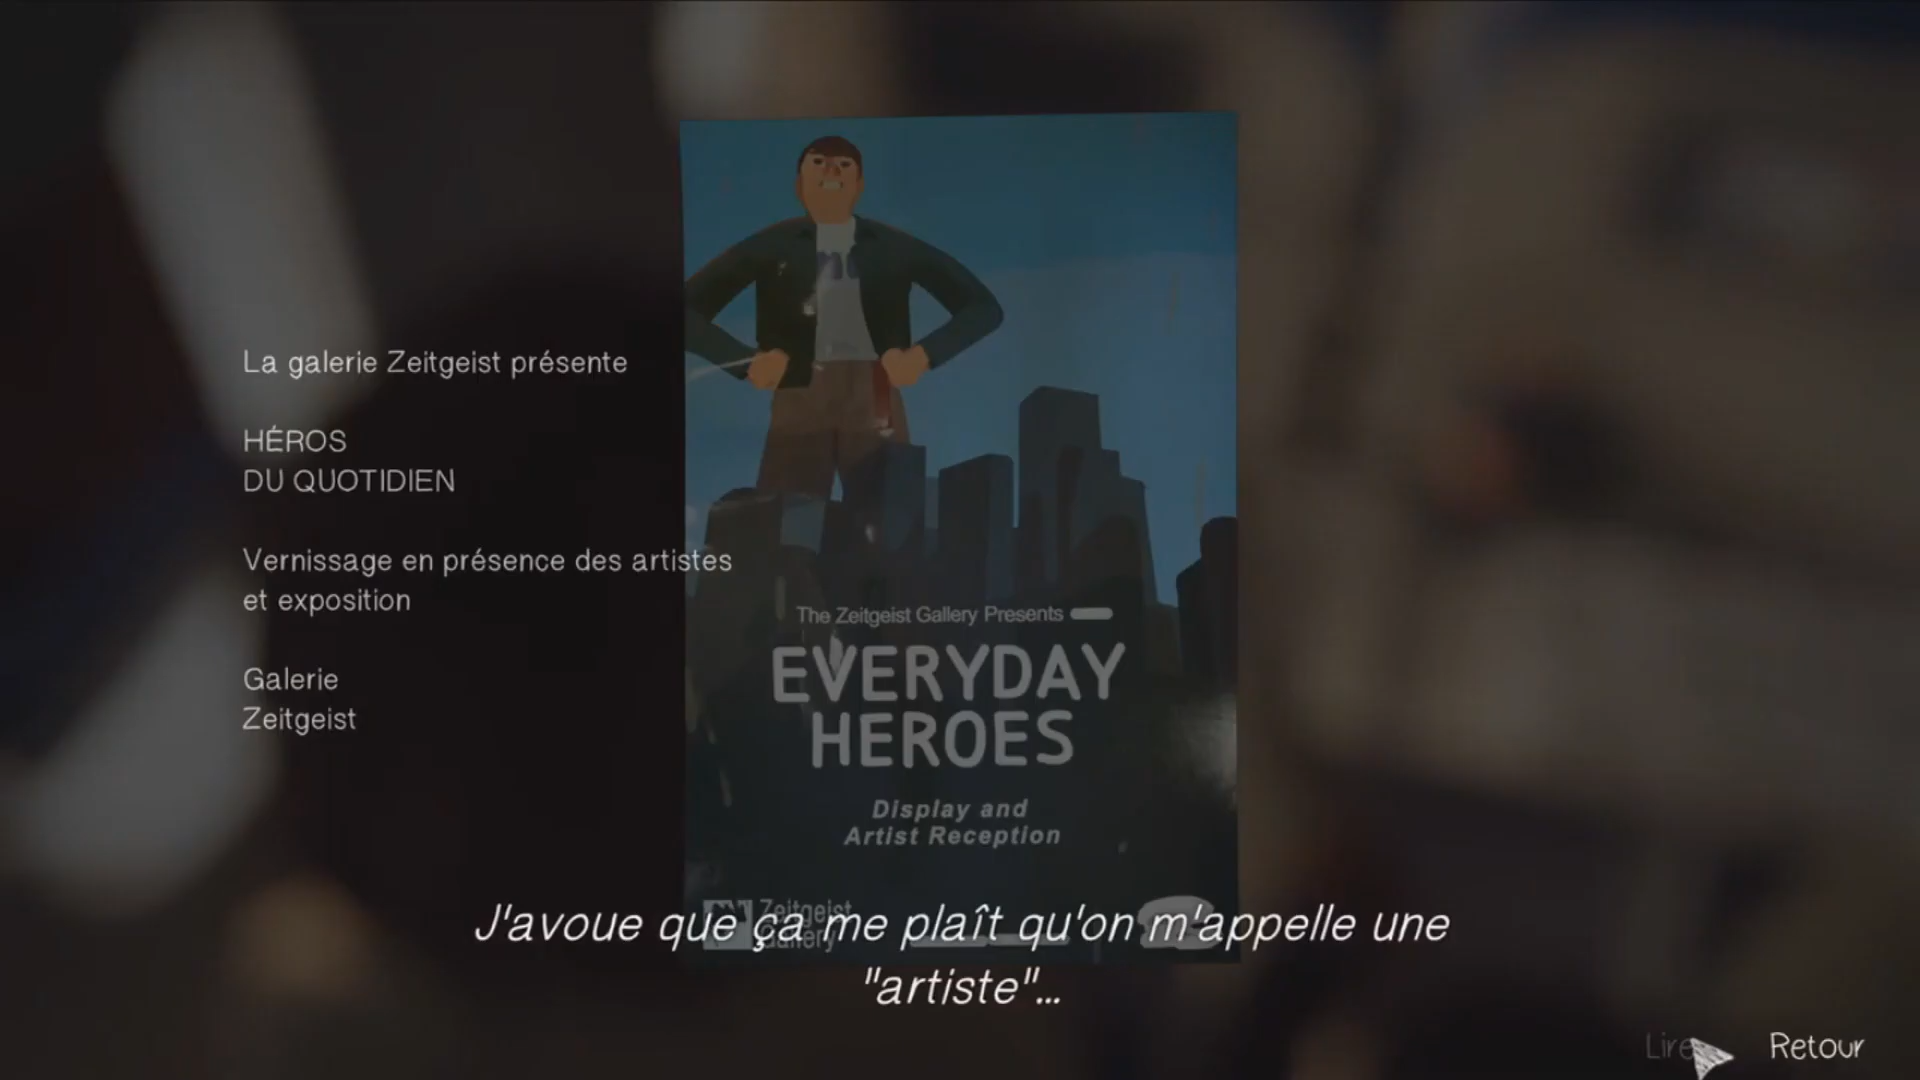 La galerie Zeitgeist présente
HÉROS
DU QUOTIDIEN
Vernissage en présence des artistes
et exposition
Galerie
Zeitgeist
The Zeitgeist Gallery Presents
EVERYDAY
HEROES
Display and
Artist Reception
Zeitgeist
Gallery
J'avoue que ça me plaît qu'on m'appelle une
"artiste"...
Lire
Retour